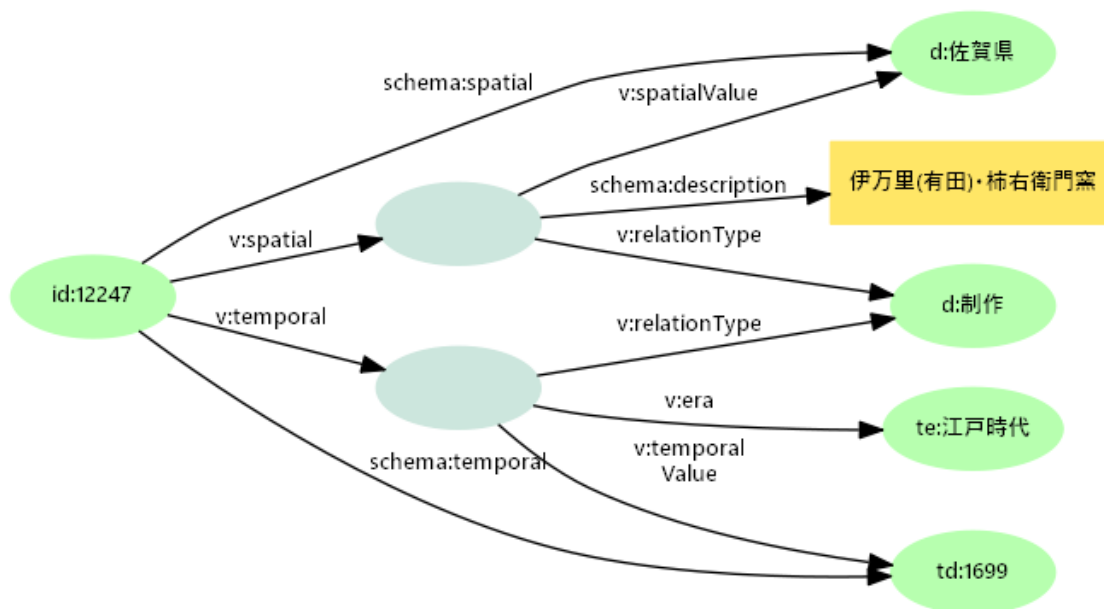 d:佐賀県
schema:spatial
v:spatialValue
伊万里(有田)･柿右衛門窯
schema:description
v:relationType
v:spatial
id:12247
d:制作
v:temporal
v:relationType
v:era
te:江戸時代
v:temporal
Value
schema:temporal
td:1699